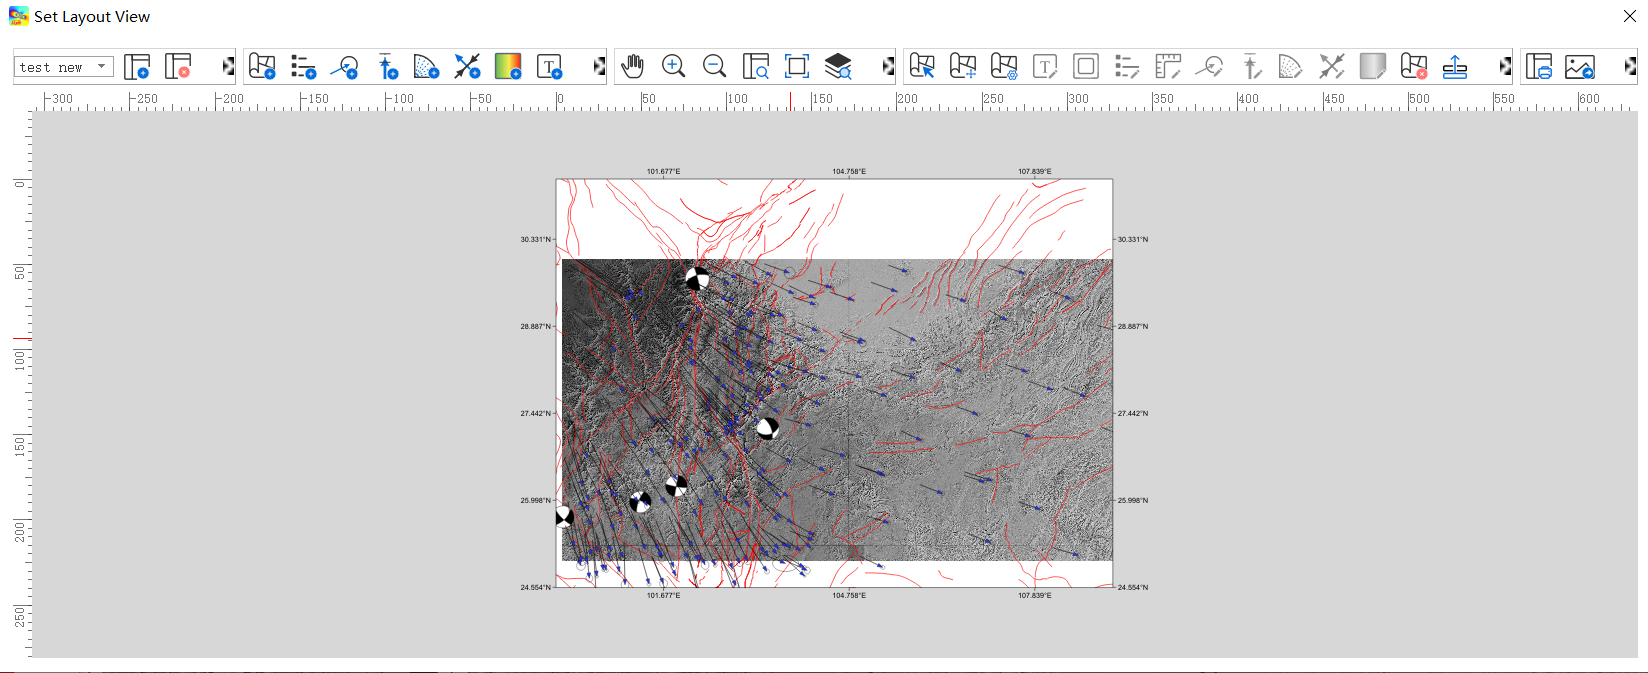 Set Layout View
test new
-300 -250 -200 -150 -100 -50 0 50 100 150 200 250 300 350 400 450 500 550 600
0
50
100
150
200
250
101.677°E 104.758°E 107.839°E
30.331°N 30.331°N
28.887°N 28.887°N
27.442°N 27.442°N
25.998°N 25.998°N
24.554°N 24.554°N
101.677°E 104.758°E 107.839°E